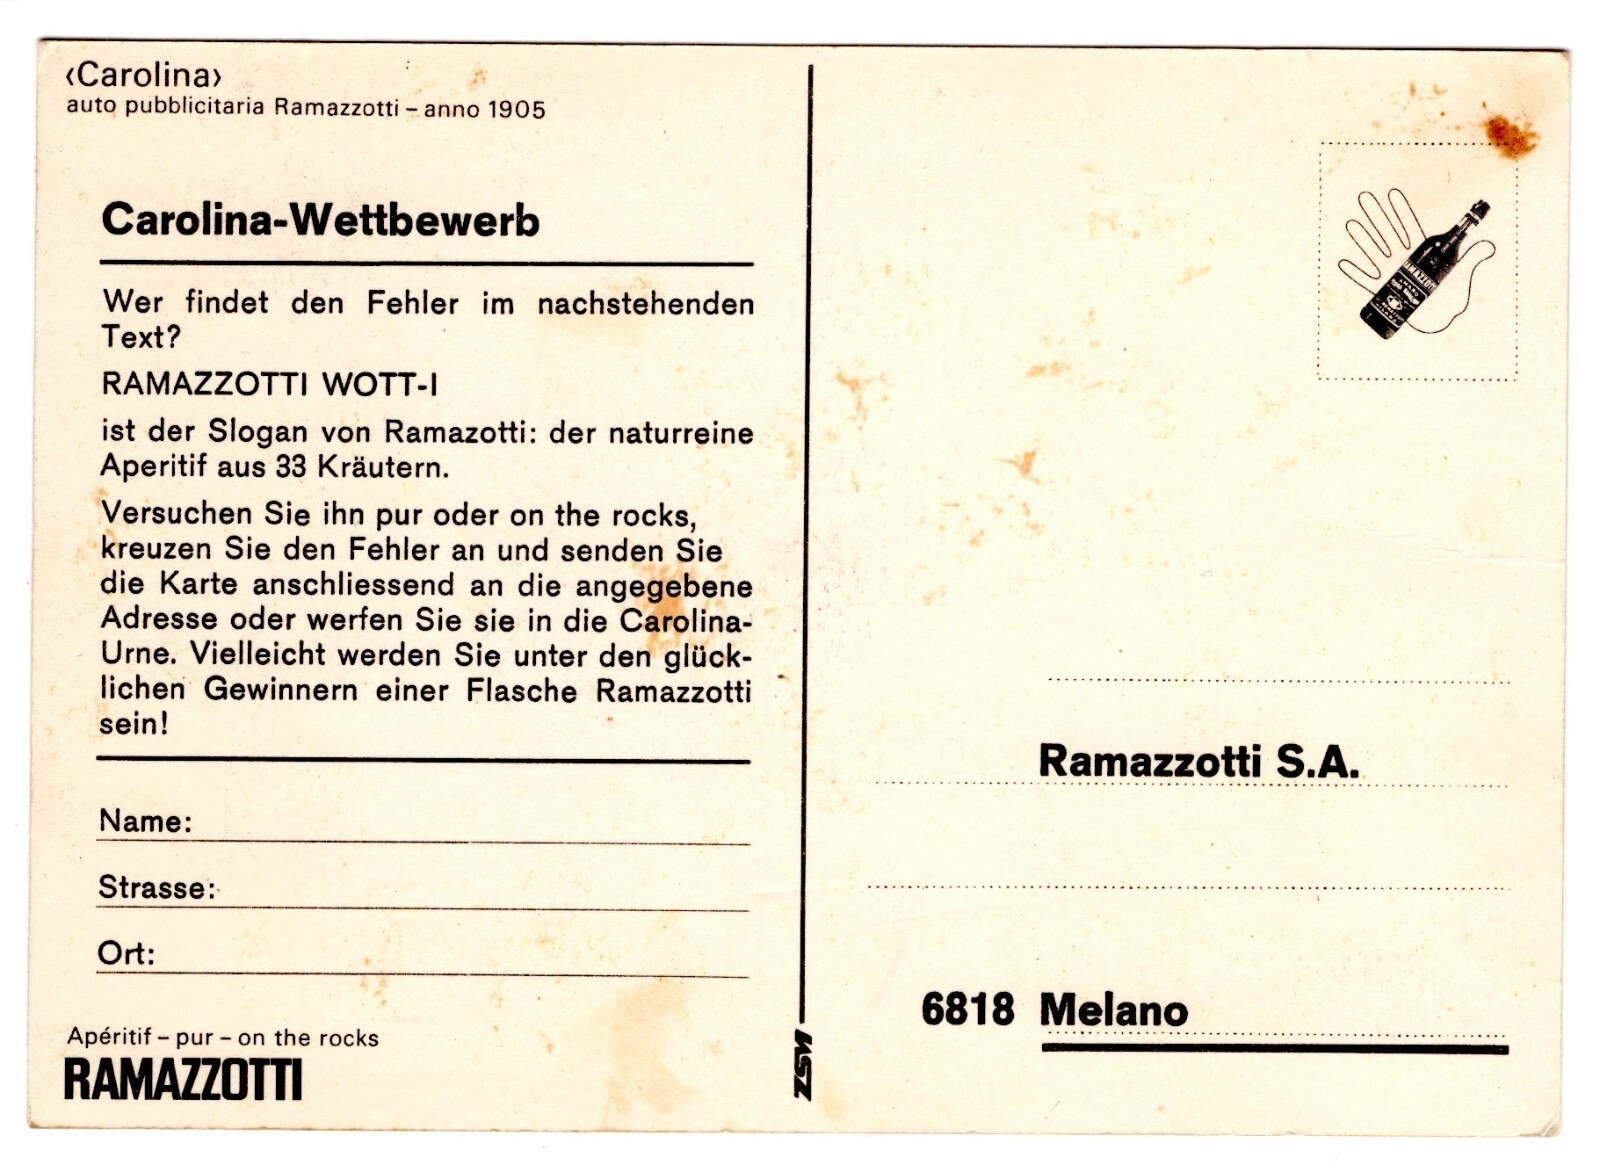 ‹Carolina›
auto pubblicitaria Ramazzotti – anno 1905
Carolina-Wettbewerb
Wer findet den Fehler im nachstehenden
Text?
RAMAZZOTTI WOTT-I
ist der Slogan von Ramazotti: der naturreine
Aperitif aus 33 Kräutern.
Versuchen Sie ihn pur oder on the rocks,
kreuzen Sie den Fehler an und senden Sie
die Karte anschliessend an die angegebene
Adresse oder werfen Sie sie in die Carolina-
Urne. Vielleicht werden Sie unter den glück-
lichen Gewinnern einer Flasche Ramazzotti
sein!
Name:
Strasse:
Ort:
Apéritif – pur – on the rocks
RAMAZZOTTI
Ramazzotti S.A.
6818 Melano